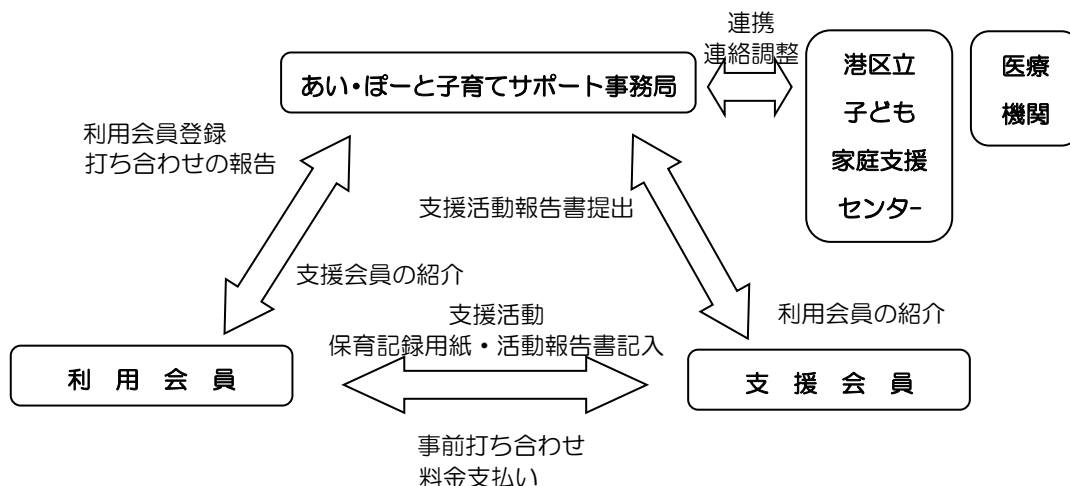 連携
連絡調整
あい・ぽーと子育てサポート事務局
港区立
子ども
家庭支援
センター
医療
機関
利用会員登録
打ち合わせの報告
支援活動報告書提出
支援会員の紹介
利用会員の紹介
支援活動
保育記録用紙・活動報告書記入
利 用 会 員
支 援 会 員
事前打ち合わせ
料金支払い